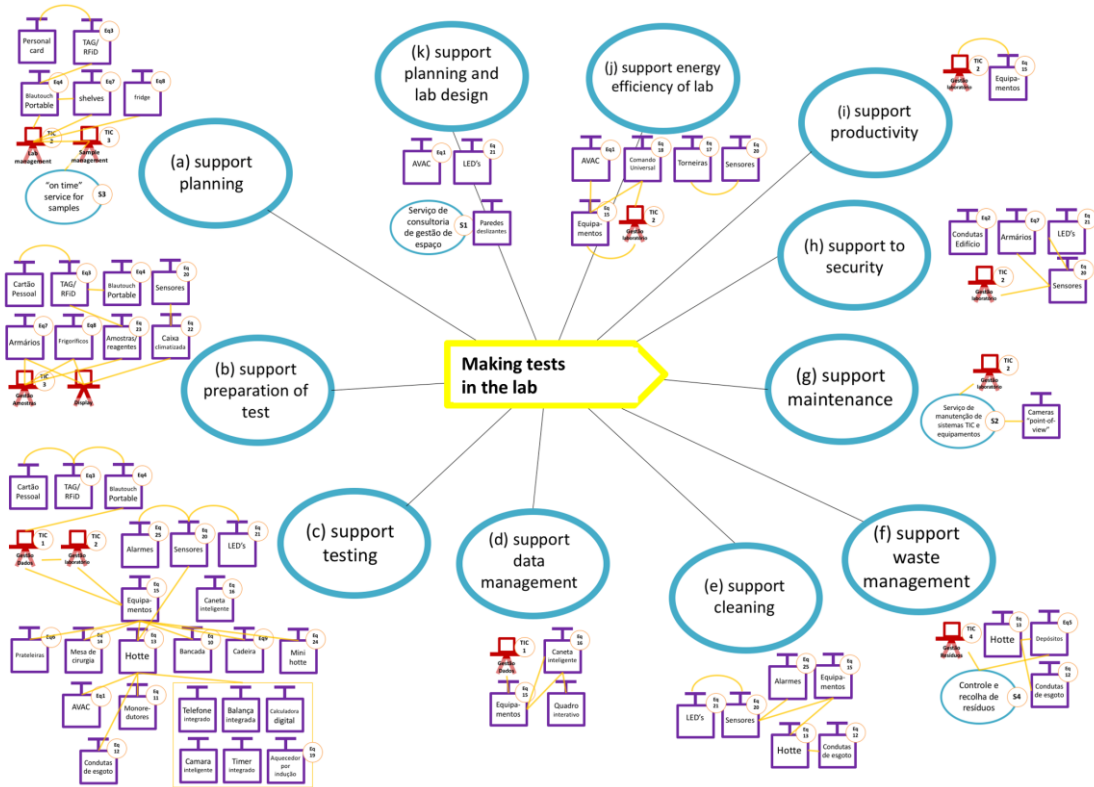 Personal
card
TAG/
RFiD
Eq3
Blautouch
Portable
Eq4
shelves
Eq7
fridge
Eq8
TIC
2
Lab
management
TIC
3
Sample
management
"on time"
service for
samples
S3
(a) support
planning
(k) support
planning and
lab design
AVAC
Eq1
LED's
Eq
21
Serviço de
consultoria
de gestão de
espaço
S1
Paredes
deslizantes
(j) support energy
efficiency of lab
AVAC
Eq1
Comando
Universal
Eq
18
Torneiras
Eq
17
Sensores
Eq
20
Equipa-
mentos
Eq
15
TIC
2
Gestão
laboratório
(i) support
productivity
TIC
2
Gestão
laboratório
Equipa-
mentos
Eq
15
(h) support to
security
Condutas
Edifício
Eq2
Armários
Eq7
LED's
Eq
21
TIC
2
Gestão
laboratório
Sensores
Eq
20
Cartão
Pessoal
TAG/
RFiD
Eq3
Blautouch
Portable
Eq4
Sensores
Eq
20
Armários
Eq7
Frigoríficos
Eq8
Amostras/
reagentes
Eq
23
Caixa
climatizada
Eq
22
TIC
3
Gestão
Amostras
Display
(b) support
preparation of
test
Making tests
in the lab
(g) support
maintenance
TIC
2
Gestão
laboratório
Serviço de
manutenção de
sistemas TIC e
equipamentos
S2
Cameras
"point-of-
view"
Cartão
Pessoal
TAG/
RFiD
Eq3
Blautouch
Portable
Eq4
TIC
1
Gestão
Dados
TIC
2
Gestão
laboratório
Alarmes
Eq
25
Sensores
Eq
20
LED's
Eq
21
Equipa-
mentos
Eq
15
Caneta
inteligente
Eq
16
Prateleiras
Eq6
Mesa de
cirurgia
Eq
14
Hotte
Eq
13
Bancada
Eq
10
Cadeira
Eq9
Mini
hotte
Eq
24
AVAC
Eq1
Monore-
dutores
Eq
11
Condutas
de esgoto
Eq
12
Telefone
integrado
Balança
integrada
Calculadora
digital
Camara
inteligente
Timer
integrado
Aquecedor
por
indução
Eq
19
(c) support
testing
(d) support
data
management
TIC
1
Gestão
Dados
Caneta
inteligente
Eq
16
Equipa-
mentos
Eq
15
Quadro
interativo
(e) support
cleaning
Alarmes
Eq
25
Equipa-
mentos
Eq
15
LED's
Eq
21
Sensores
Eq
20
Hotte
Eq
13
Condutas
de esgoto
Eq
12
(f) support
waste
management
TIC
4
Gestão
Resíduos
Hotte
Eq
13
Depósitos
Eq5
Controle e
recolha de
resíduos
S4
Condutas
de esgoto
Eq
12